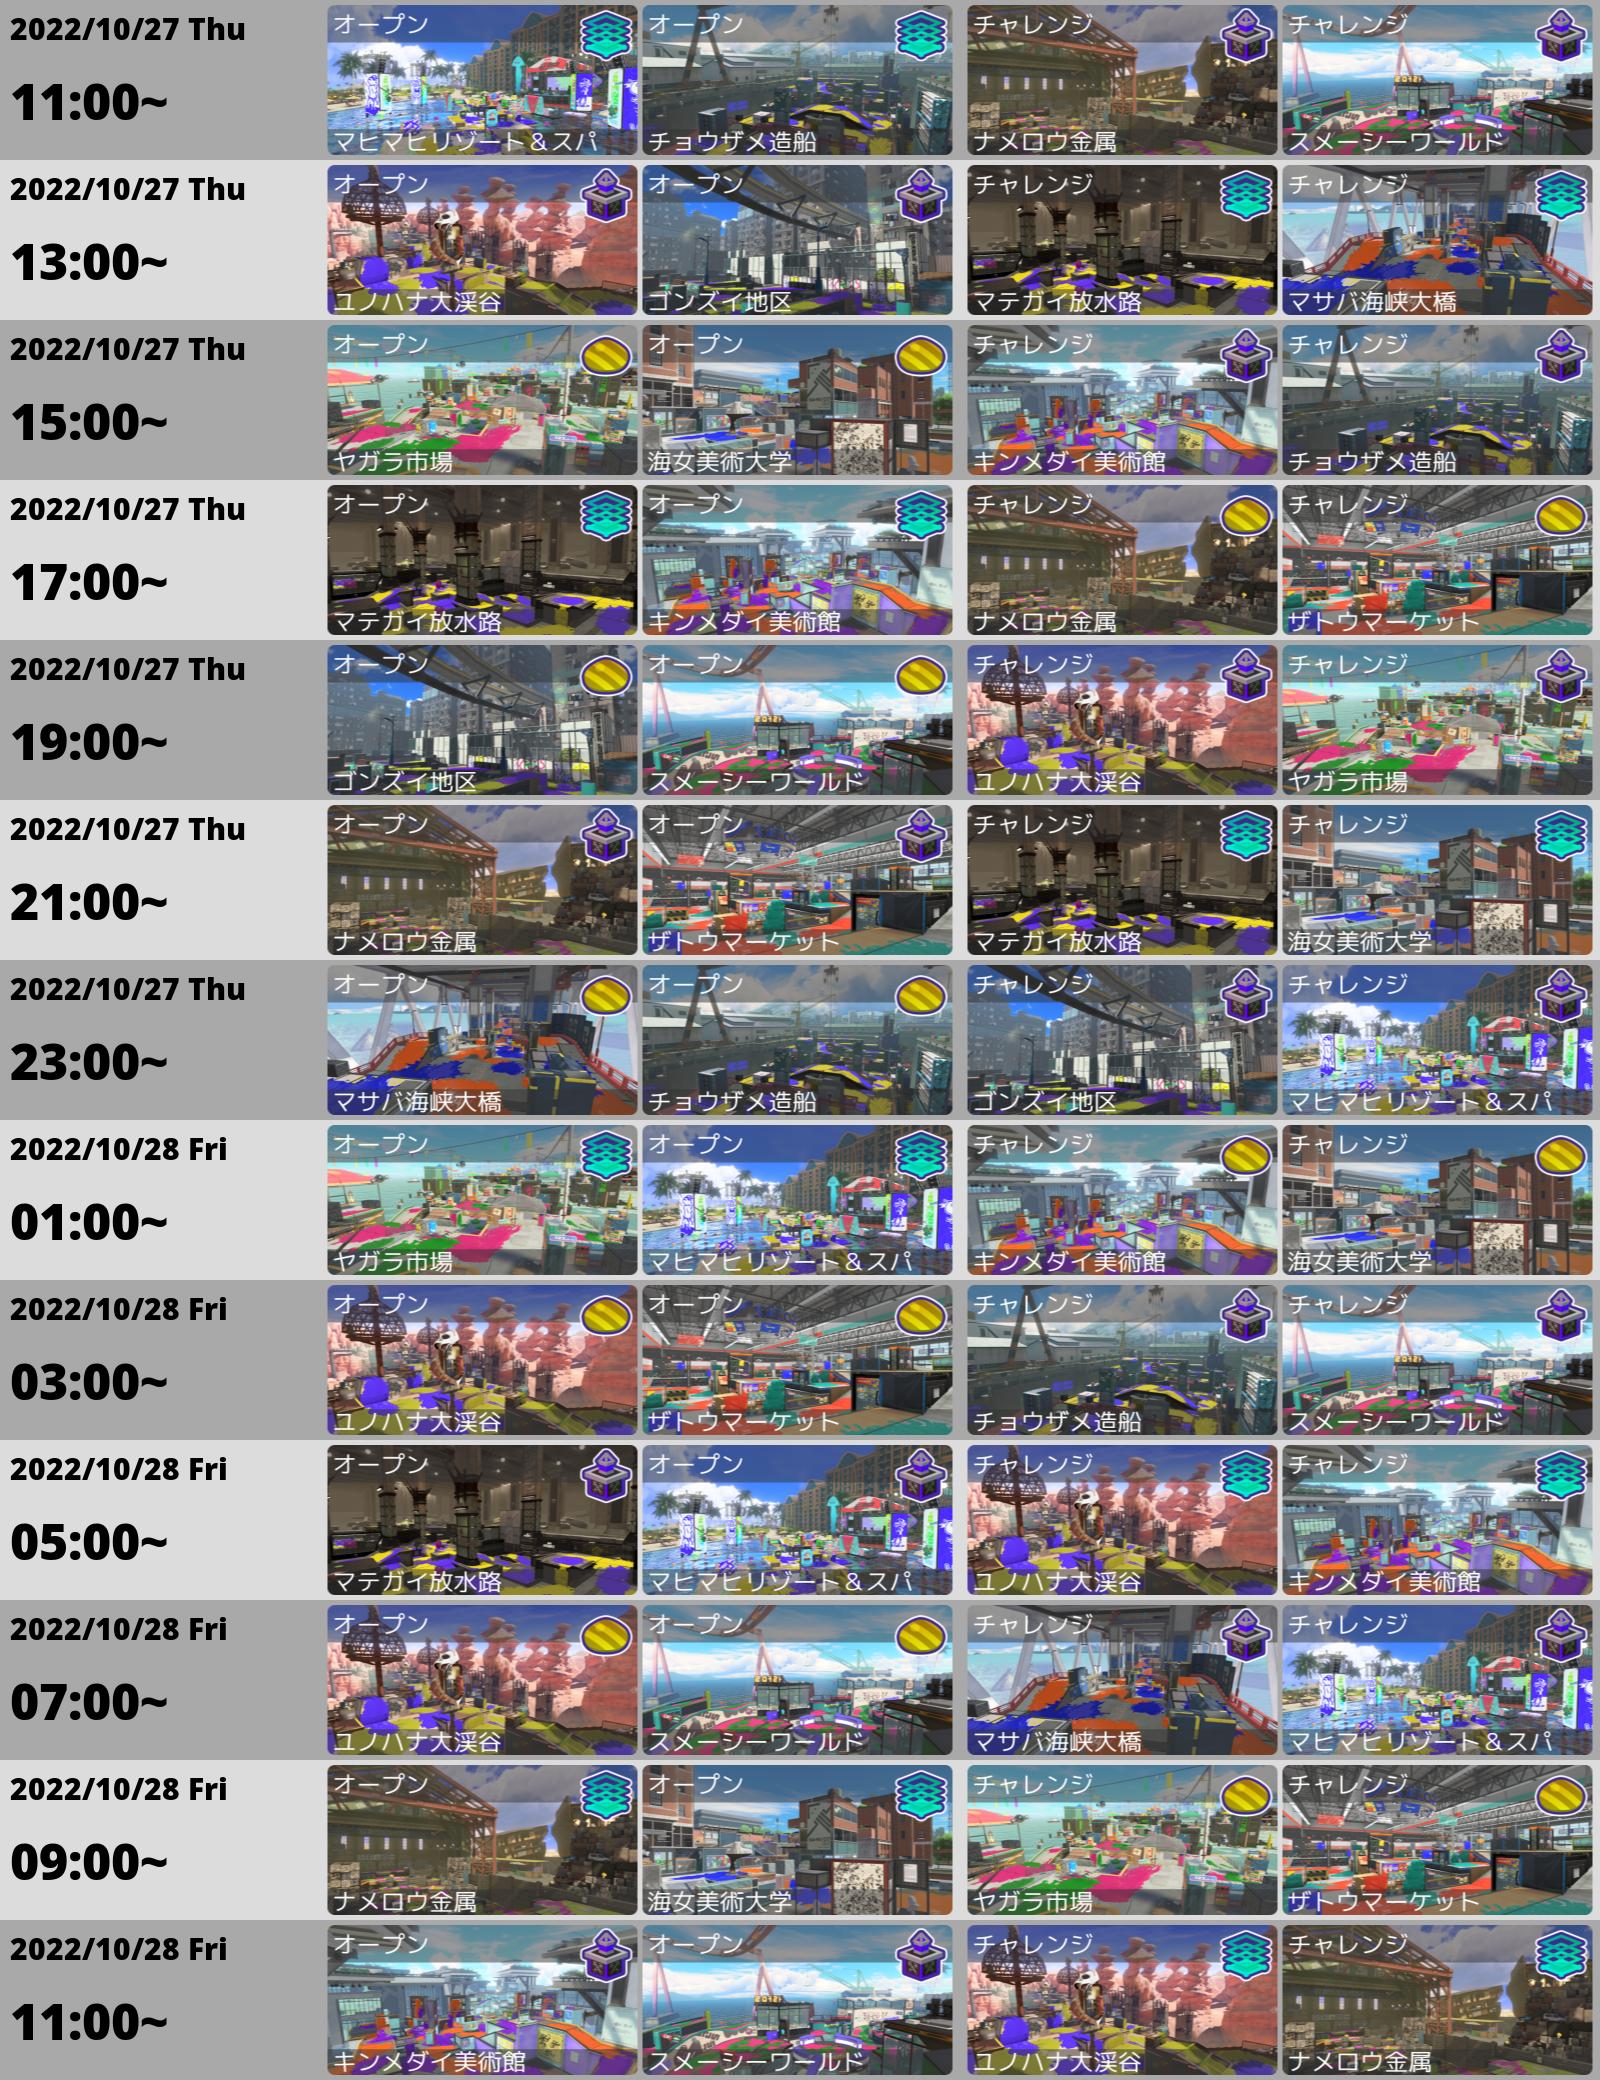 2022/10/27 Thu
11:00~
オープン オープン チャレンジ チャレンジ
マヒマヒリゾート＆スパ チョウザメ造船 ナメロウ金属 スメーシーワールド
2022/10/27 Thu
13:00~
オープン オープン チャレンジ チャレンジ
ユノハナ大渓谷 ゴンズイ地区 マテガイ放水路 マサバ海峡大橋
2022/10/27 Thu
15:00~
オープン オープン チャレンジ チャレンジ
ヤガラ市場 海女美術大学 キンメダイ美術館 チョウザメ造船
2022/10/27 Thu
17:00~
オープン オープン チャレンジ チャレンジ
マテガイ放水路 キンメダイ美術館 ナメロウ金属 ザトウマーケット
2022/10/27 Thu
19:00~
オープン オープン チャレンジ チャレンジ
ゴンズイ地区 スメーシーワールド ユノハナ大渓谷 ヤガラ市場
2022/10/27 Thu
21:00~
オープン オープン チャレンジ チャレンジ
ナメロウ金属 ザトウマーケット マテガイ放水路 海女美術大学
2022/10/27 Thu
23:00~
オープン オープン チャレンジ チャレンジ
マサバ海峡大橋 チョウザメ造船 ゴンズイ地区 マヒマヒリゾート＆スパ
2022/10/28 Fri
01:00~
オープン オープン チャレンジ チャレンジ
ヤガラ市場 マヒマヒリゾート＆スパ キンメダイ美術館 海女美術大学
2022/10/28 Fri
03:00~
オープン オープン チャレンジ チャレンジ
ユノハナ大渓谷 ザトウマーケット チョウザメ造船 スメーシーワールド
2022/10/28 Fri
05:00~
オープン オープン チャレンジ チャレンジ
マテガイ放水路 マヒマヒリゾート＆スパ ユノハナ大渓谷 キンメダイ美術館
2022/10/28 Fri
07:00~
オープン オープン チャレンジ チャレンジ
ユノハナ大渓谷 スメーシーワールド マサバ海峡大橋 マヒマヒリゾート＆スパ
2022/10/28 Fri
09:00~
オープン オープン チャレンジ チャレンジ
ナメロウ金属 海女美術大学 ヤガラ市場 ザトウマーケット
2022/10/28 Fri
11:00~
オープン オープン チャレンジ チャレンジ
キンメダイ美術館 スメーシーワールド ユノハナ大渓谷 ナメロウ金属